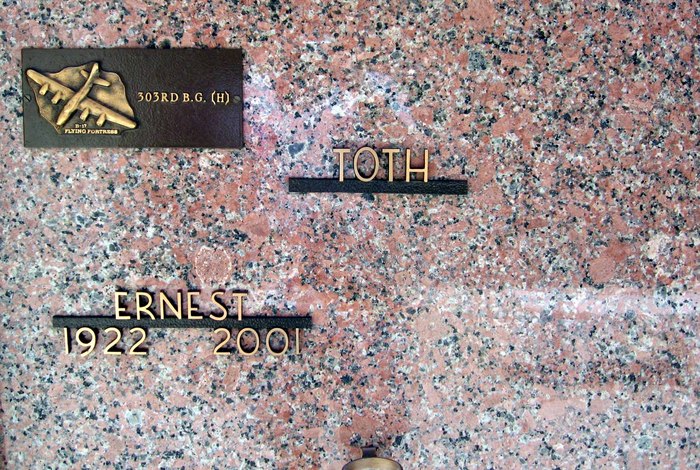 303RD B.G. (H)
B-17
FLYING FORTRESS
TOTH
ERNEST
1922 2001